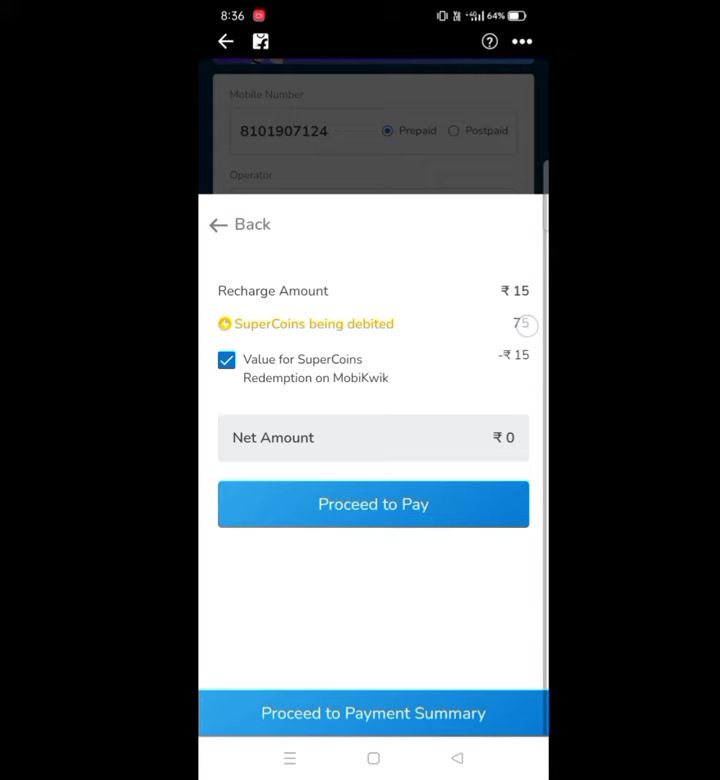 8:36
64%
Mobile Number
8101907124 Prepaid Postpaid
Operator
Back
Recharge Amount ₹ 15
SuperCoins being debited 75
Value for SuperCoins -₹ 15
Redemption on MobiKwik
Net Amount ₹ 0
Proceed to Pay
Proceed to Payment Summary